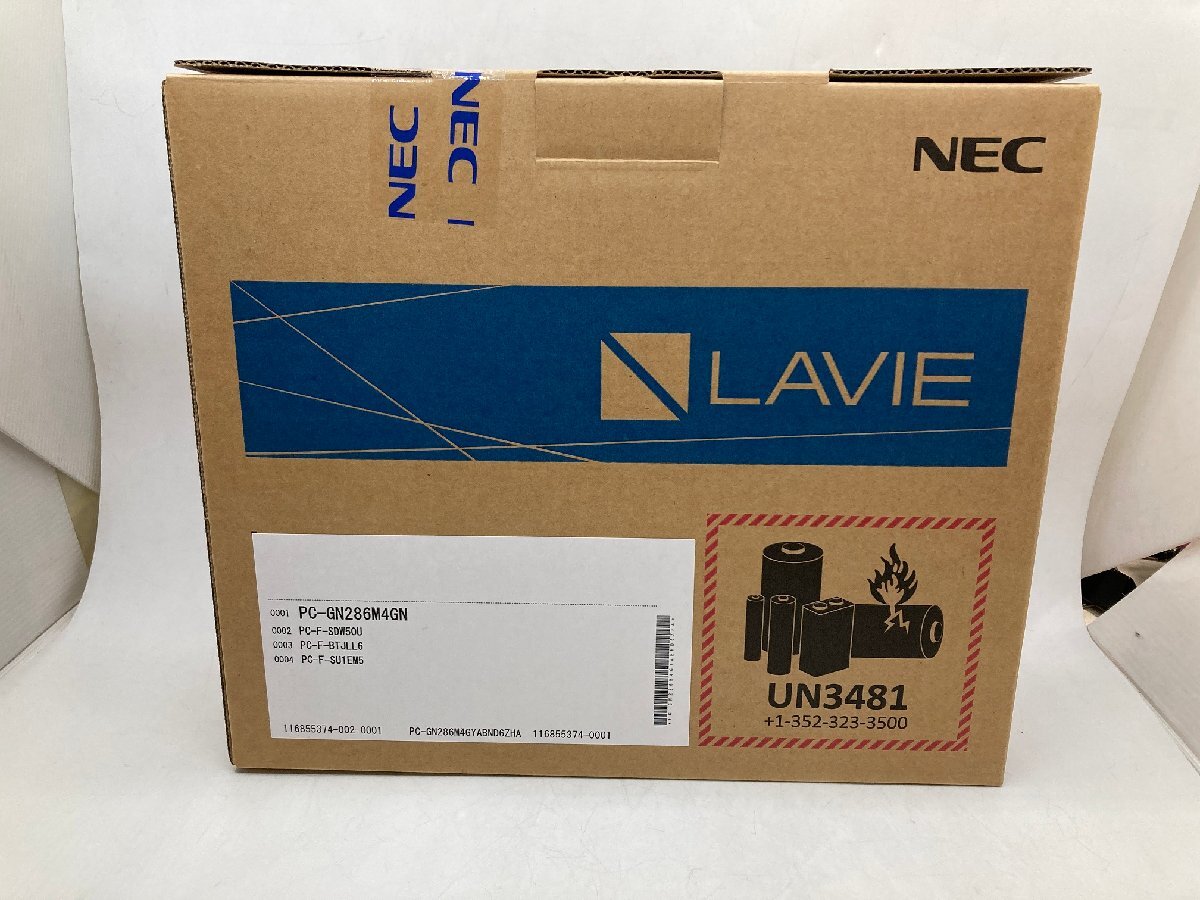 NEC
NEC
NEC
LAVIE
0001 PC-GN286M4GN
0002 PC-F-SDW50U
0003 PC-F-BTJLL6
0004 PC-F-SU1EM5
116855374-002 0001 PC-GN286M4GYABND6ZHA 116855374-0001
UN3481
+1-352-323-3500